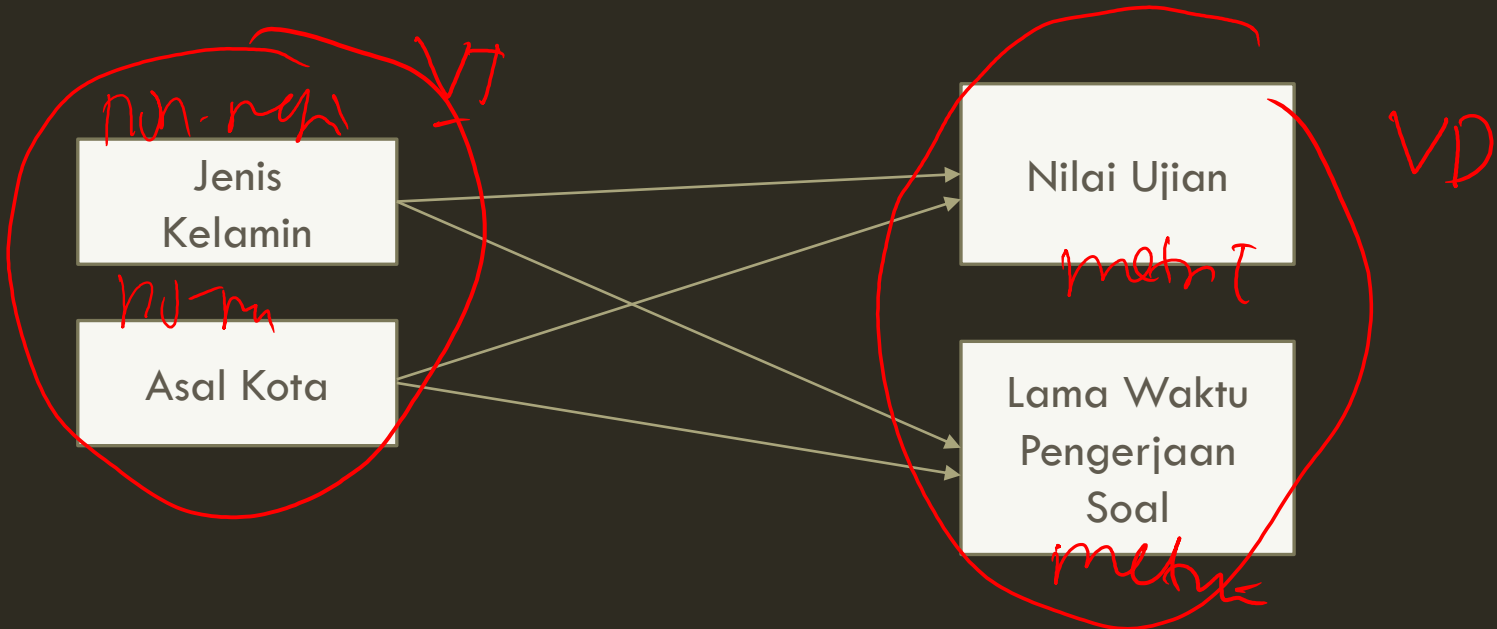 VI
Jenis
Kelamin
Asal Kota
Nilai Ujian
VD
Lama Waktu
Pengerjaan
Soal